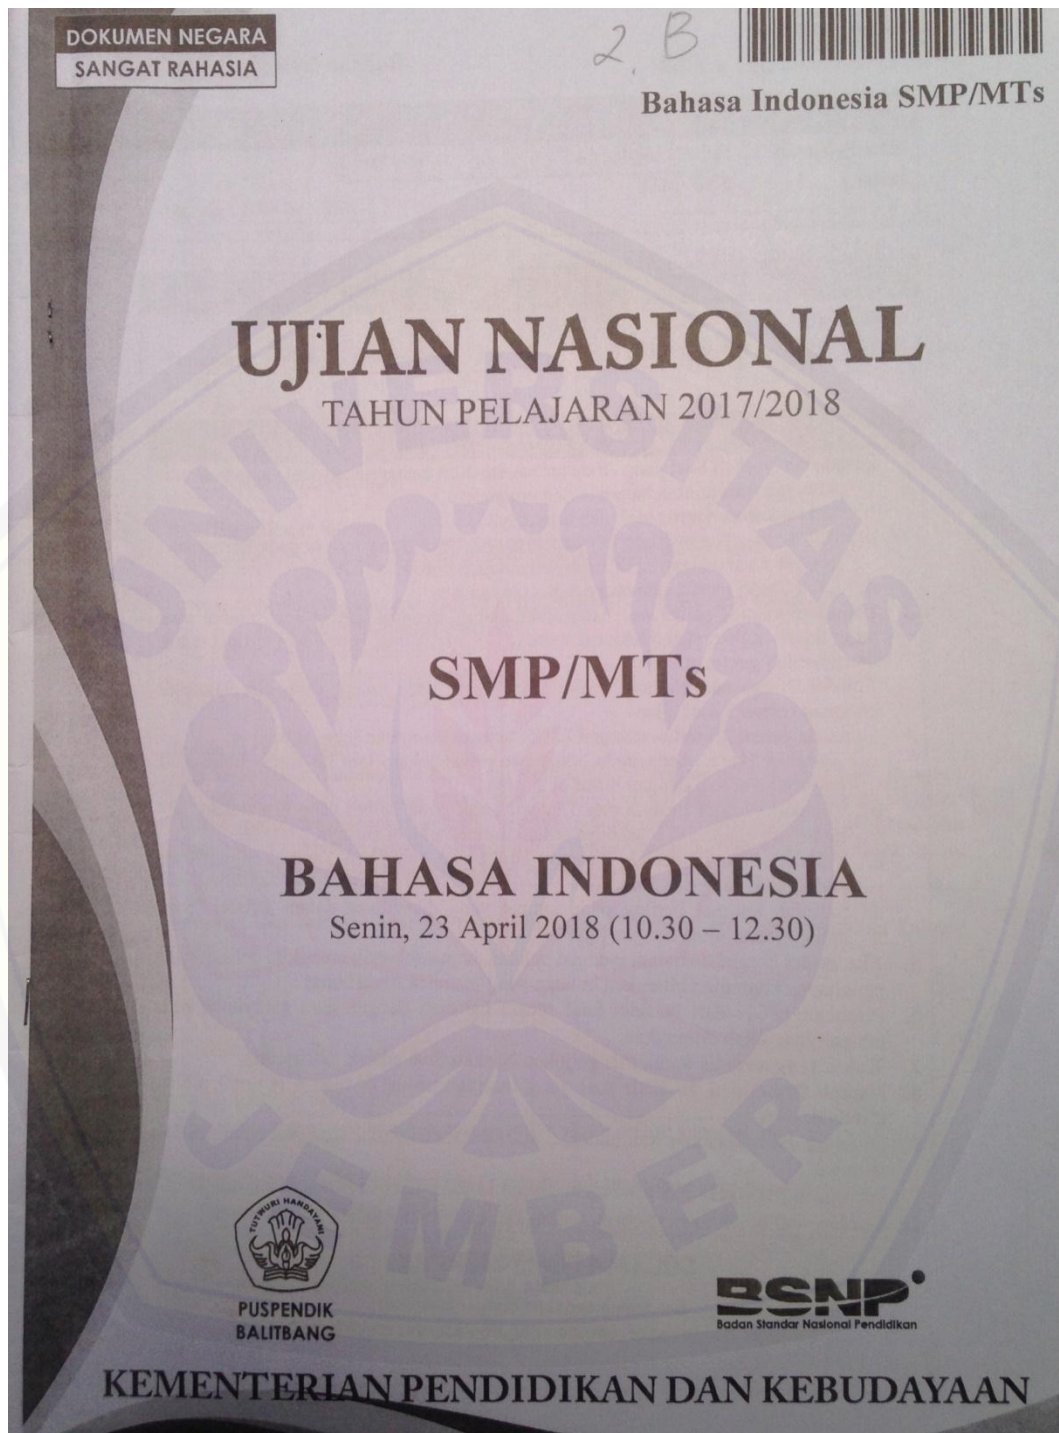 DOKUMEN NEGARA
SANGAT RAHASIA
2. B
Bahasa Indonesia SMP/MTs
UJIAN NASIONAL
TAHUN PELAJARAN 2017/2018
UNIVERSITAS
SMP/MTs
BAHASA INDONESIA
Senin, 23 April 2018 (10.30 – 12.30)
JEMBER
TUT WURI HANDAYANI
PUSPENDIK
BALITBANG
BSNP
Badan Standar Nasional Pendidikan
KEMENTERIAN PENDIDIKAN DAN KEBUDAYAAN